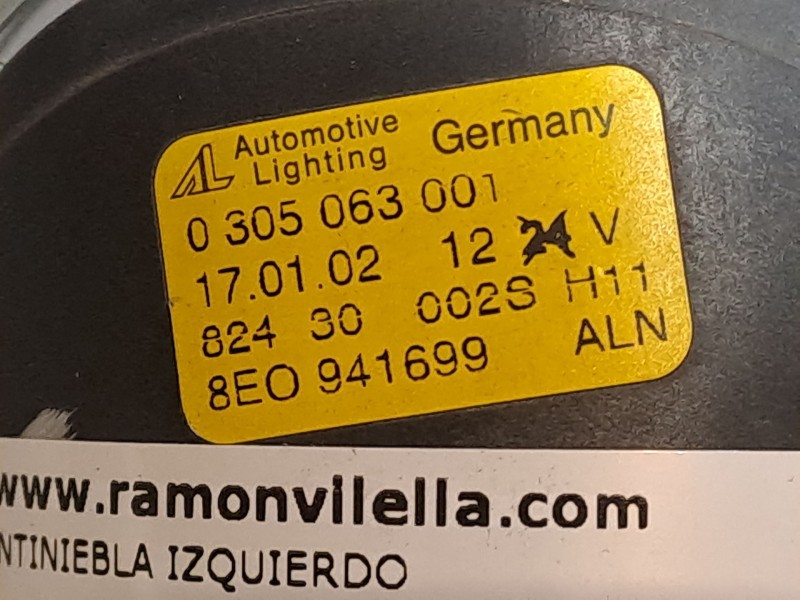 AL Automotive Lighting Germany
0 305 063 001
17.01.02 12 24 V
824 30 002S H11
8E0 941699 ALN
www.ramonvilella.com
NTINIEBLA IZQUIERDO